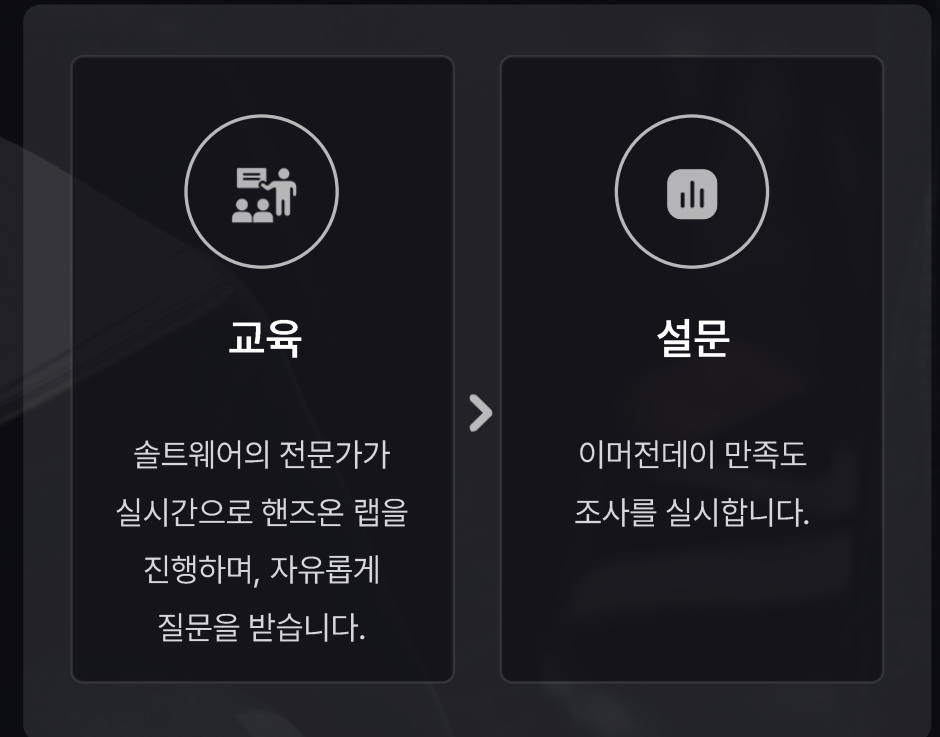 교육
솔트웨어의 전문가가
실시간으로 핸즈온 랩을
진행하며, 자유롭게
질문을 받습니다.
설문
이머전데이 만족도
조사를 실시합니다.